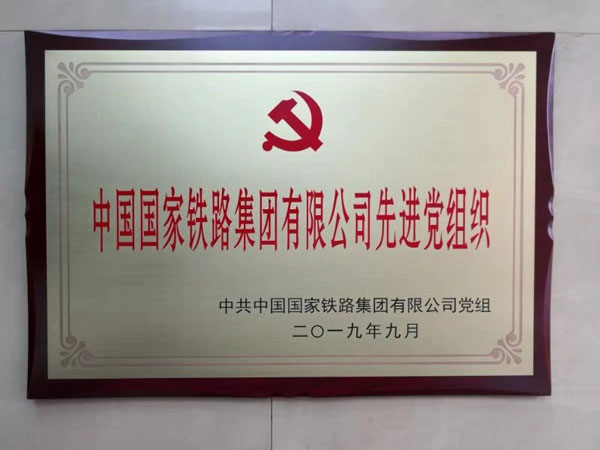 中国国家铁路集团有限公司先进党组织
中共中国国家铁路集团有限公司党组
二〇一九年九月